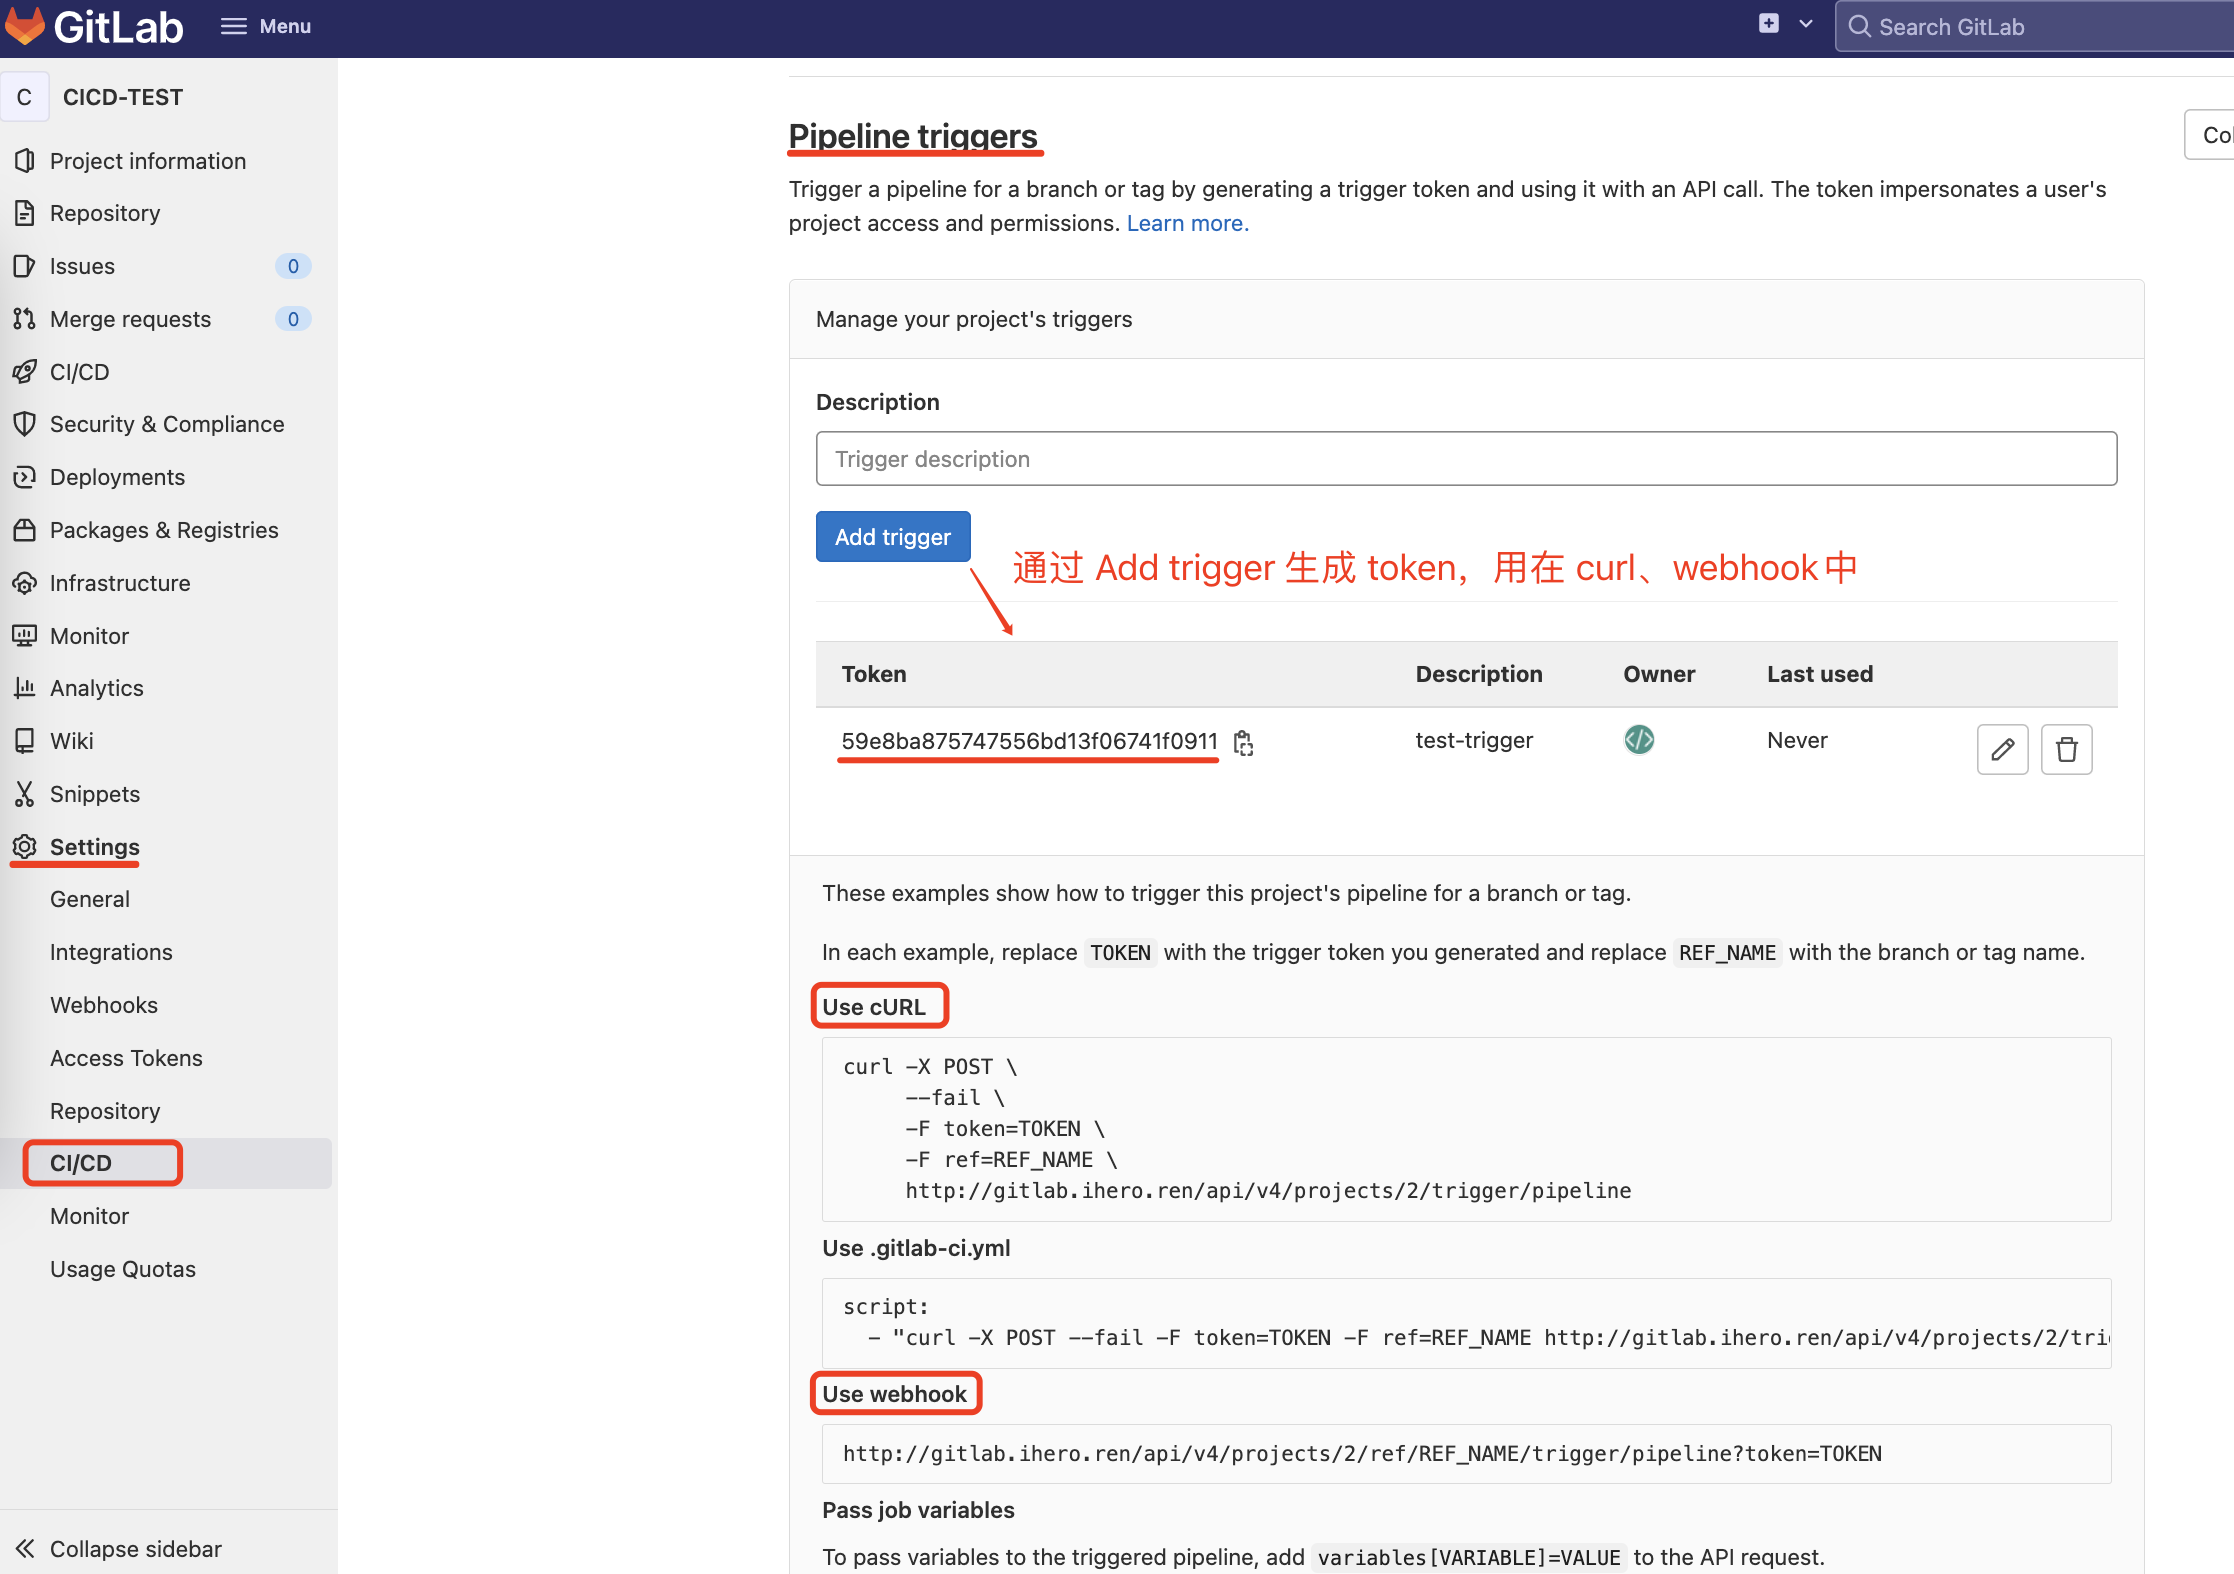 GitLab
Menu
Search GitLab
C
CICD-TEST
Project information
Repository
Issues
0
Merge requests
0
CI/CD
Security & Compliance
Deployments
Packages & Registries
Infrastructure
Monitor
Analytics
Wiki
Snippets
Settings
General
Integrations
Webhooks
Access Tokens
Repository
CI/CD
Monitor
Usage Quotas
Collapse sidebar
Pipeline triggers
Col
Trigger a pipeline for a branch or tag by generating a trigger token and using it with an API call. The token impersonates a user's
project access and permissions. Learn more.
Manage your project's triggers
Description
Trigger description
Add trigger
通过 Add trigger 生成 token，用在 curl、webhook中
Token Description Owner Last used
59e8ba875747556bd13f06741f0911 test-trigger Never
These examples show how to trigger this project's pipeline for a branch or tag.
In each example, replace TOKEN with the trigger token you generated and replace REF_NAME with the branch or tag name.
Use cURL
curl -X POST \
--fail \
-F token=TOKEN \
-F ref=REF_NAME \
http://gitlab.ihero.ren/api/v4/projects/2/trigger/pipeline
Use .gitlab-ci.yml
script:
- "curl -X POST --fail -F token=TOKEN -F ref=REF_NAME http://gitlab.ihero.ren/api/v4/projects/2/tri
Use webhook
http://gitlab.ihero.ren/api/v4/projects/2/ref/REF_NAME/trigger/pipeline?token=TOKEN
Pass job variables
To pass variables to the triggered pipeline, add variables[VARIABLE]=VALUE to the API request.